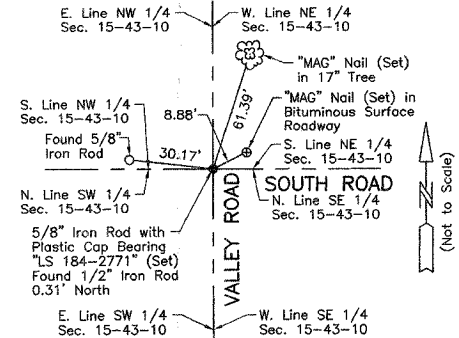 E. Line NW 1/4
Sec. 15-43-10
W. Line NE 1/4
Sec. 15-43-10
"MAG" Nail (Set)
in 17" Tree
"MAG" Nail (Set) in
Bituminous Surface
Roadway
S. Line NW 1/4
Sec. 15-43-10
8.88'
61.39'
Found 5/8"
Iron Rod
30.17'
S. Line NE 1/4
Sec. 15-43-10
N. Line SW 1/4
Sec. 15-43-10
SOUTH ROAD
N. Line SE 1/4
Sec. 15-43-10
5/8" Iron Rod with
Plastic Cap Bearing
"LS 184-2771" (Set)
Found 1/2" Iron Rod
0.31' North
VALLEY ROAD
N
(Not to Scale)
E. Line SW 1/4
Sec. 15-43-10
W. Line SE 1/4
Sec. 15-43-10